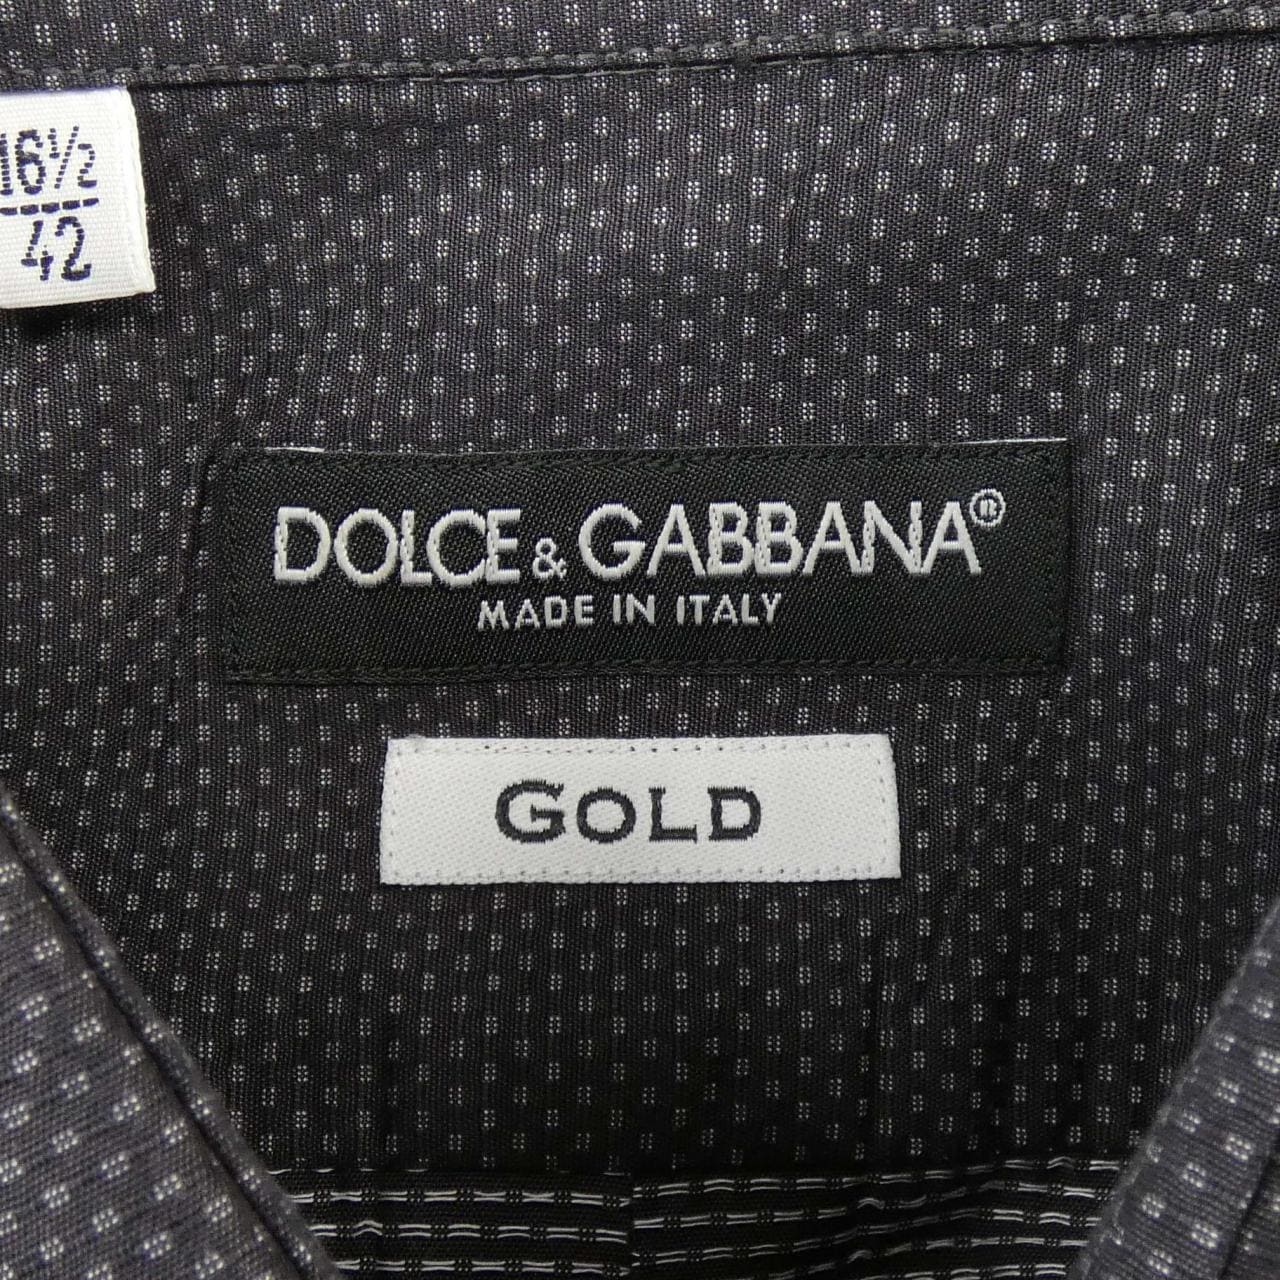 16½
42
DOLCE & GABBANA®
MADE IN ITALY
GOLD